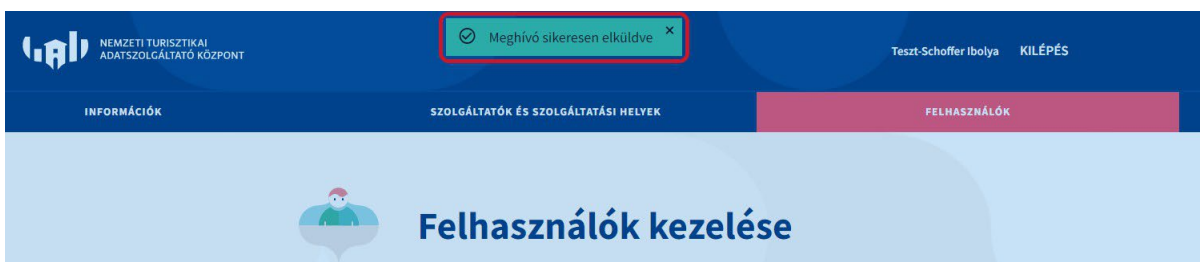 Meghívó sikeresen elküldve
NEMZETI TURISZTIKAI
ADATSZOLGÁLTATÓ KÖZPONT
Teszt-Schoffer Ibolya KILÉPÉS
INFORMÁCIÓK SZOLGÁLTATÓK ÉS SZOLGÁLTATÁSI HELYEK FELHASZNÁLÓK
Felhasználók kezelése